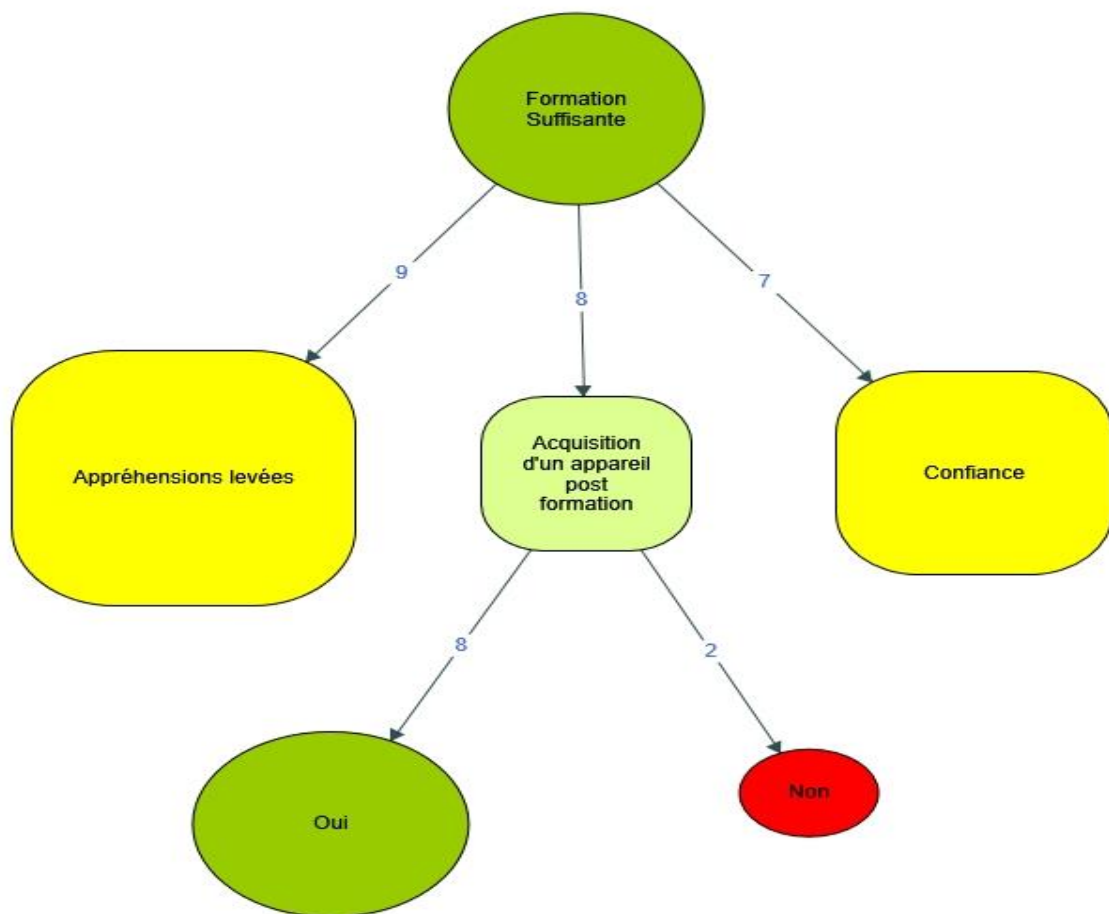 Formation
Suffisante
9
8
7
Appréhensions levées
Acquisition
d'un appareil
post
formation
Confiance
8
2
Oui
Non